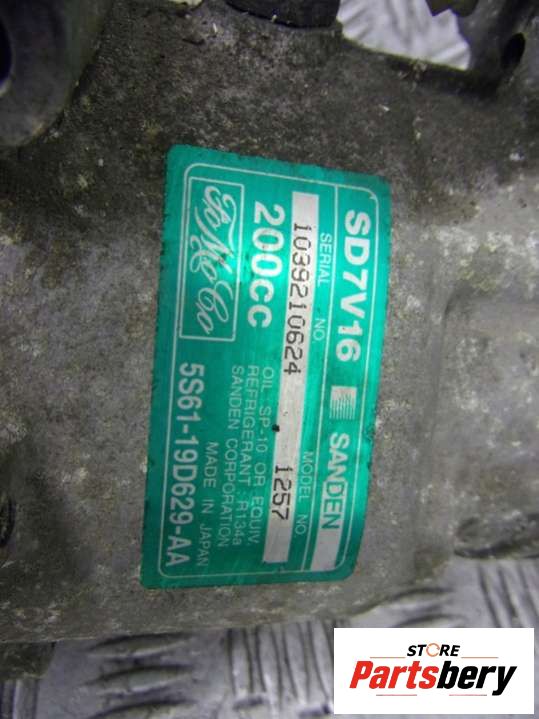 SD7V16 SANDEN
SERIAL NO. MODEL NO.
1039210624 1257
200CC
OIL SP-10 OR EQUIV.
REFRIGERANT : R134a
SANDEN CORPORATION
MADE IN JAPAN
FoMoCo
5S61-19D629-AA
STORE
Partsbery